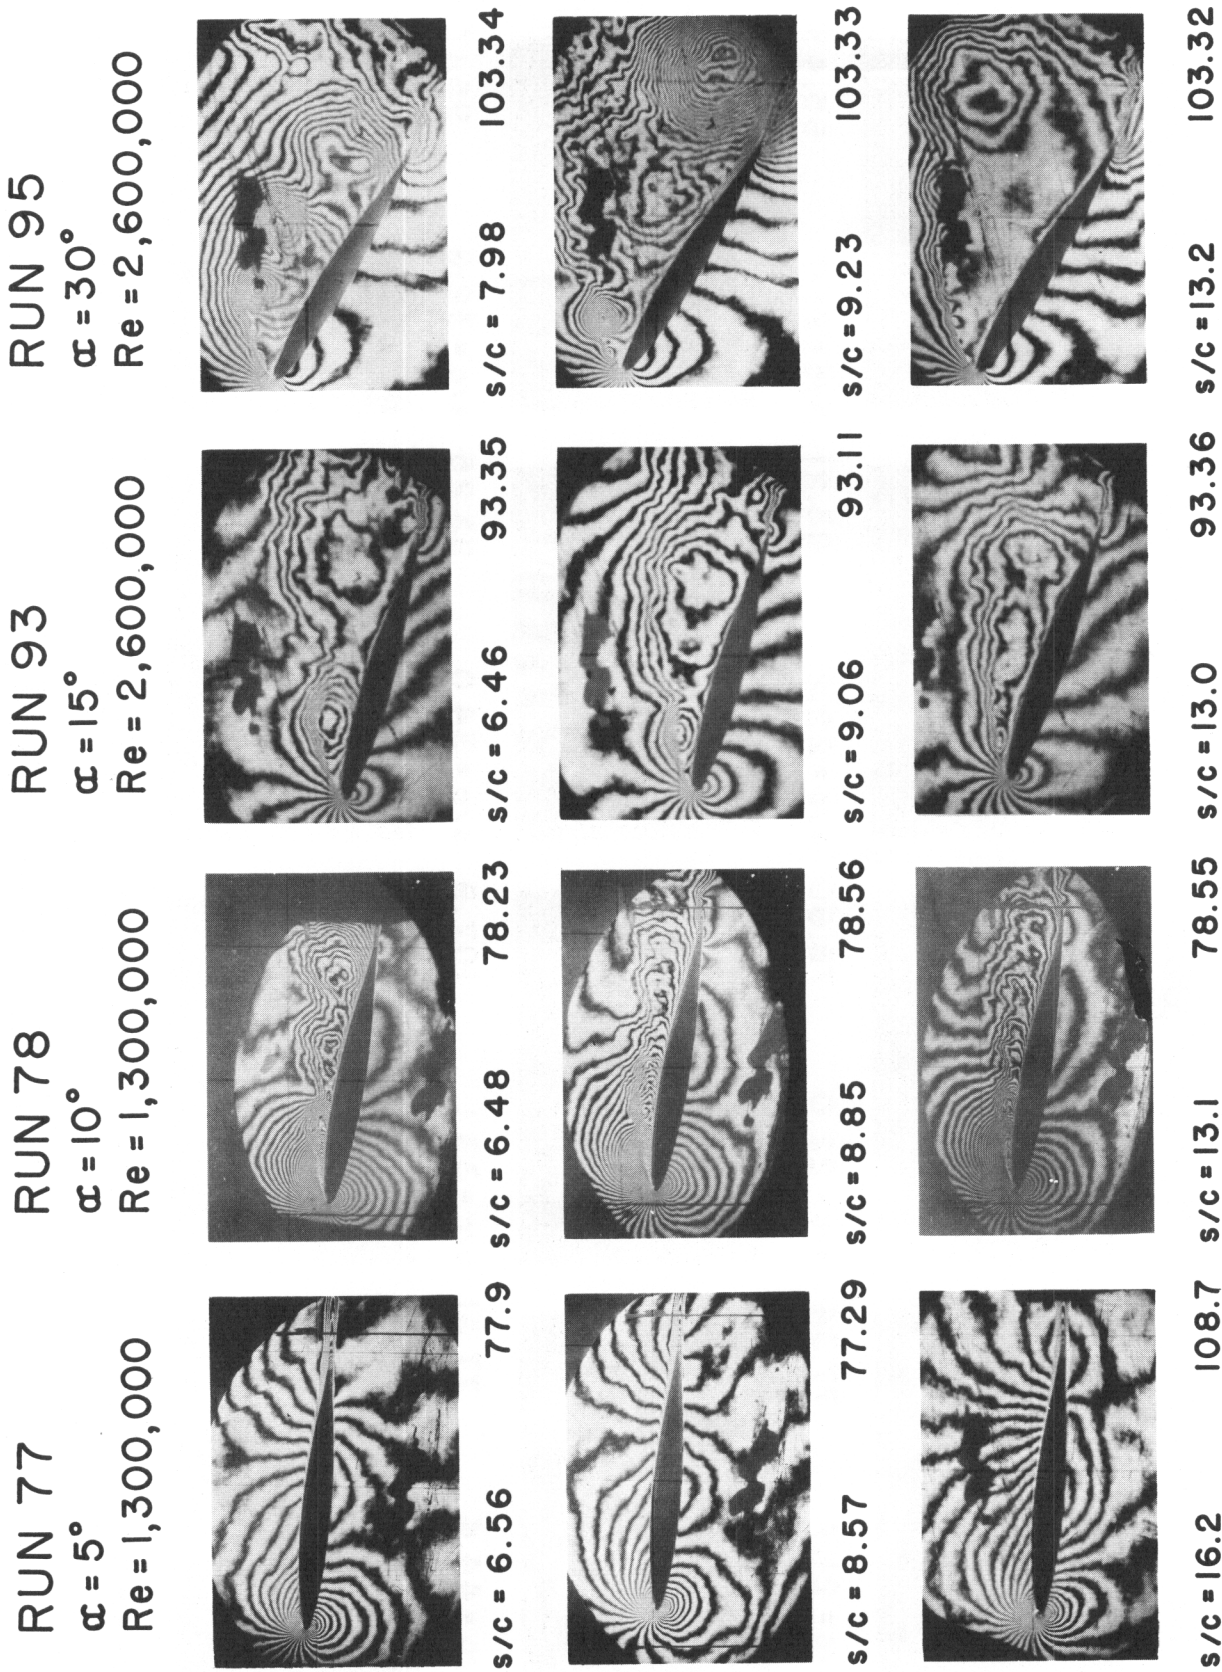 RUN 77
α = 5°
Re = 1,300,000
s/c = 6.56 77.9
s/c = 8.57 77.29
s/c = 16.2 108.7
RUN 78
α = 10°
Re = 1,300,000
s/c = 6.48 78.23
s/c = 8.85 78.56
s/c = 13.1 78.55
RUN 93
α = 15°
Re = 2,600,000
s/c = 6.46 93.35
s/c = 9.06 93.11
s/c = 13.0 93.36
RUN 95
α = 30°
Re = 2,600,000
s/c = 7.98 103.34
s/c = 9.23 103.33
s/c = 13.2 103.32